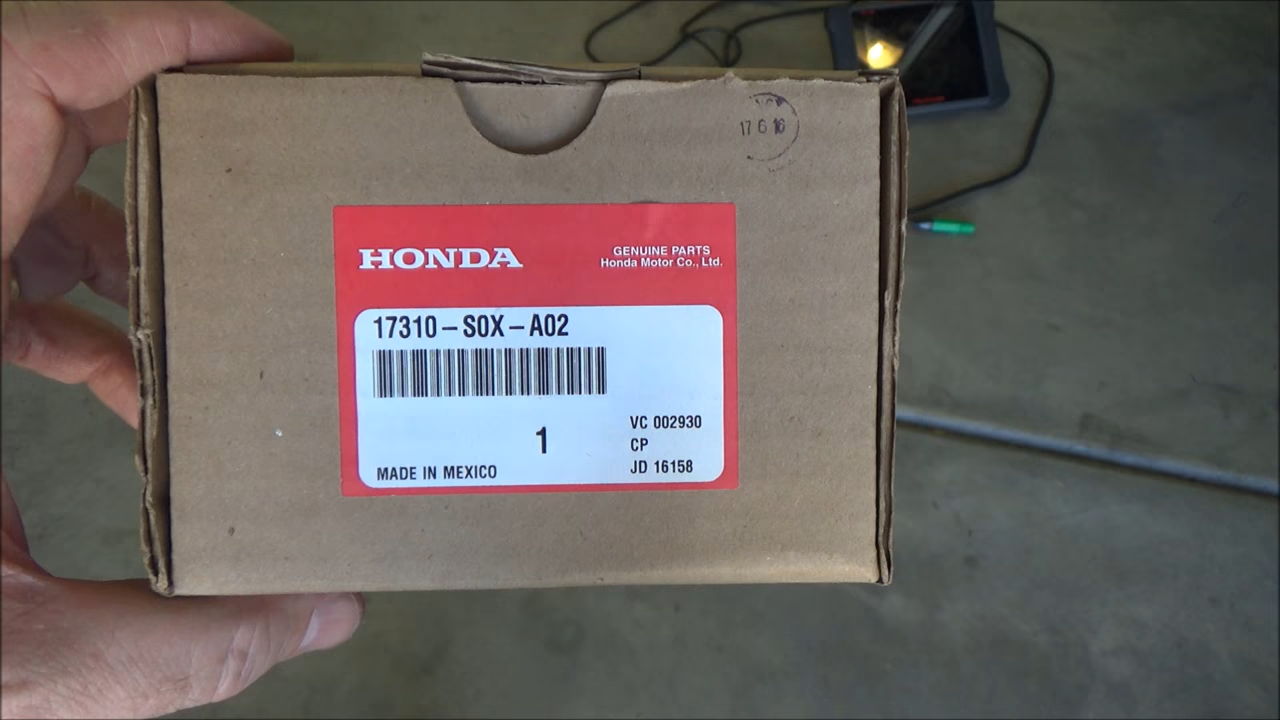 17 6 16
HONDA
GENUINE PARTS
Honda Motor Co., Ltd.
17310-S0X-A02
1
VC 002930
CP
MADE IN MEXICO
JD 16158